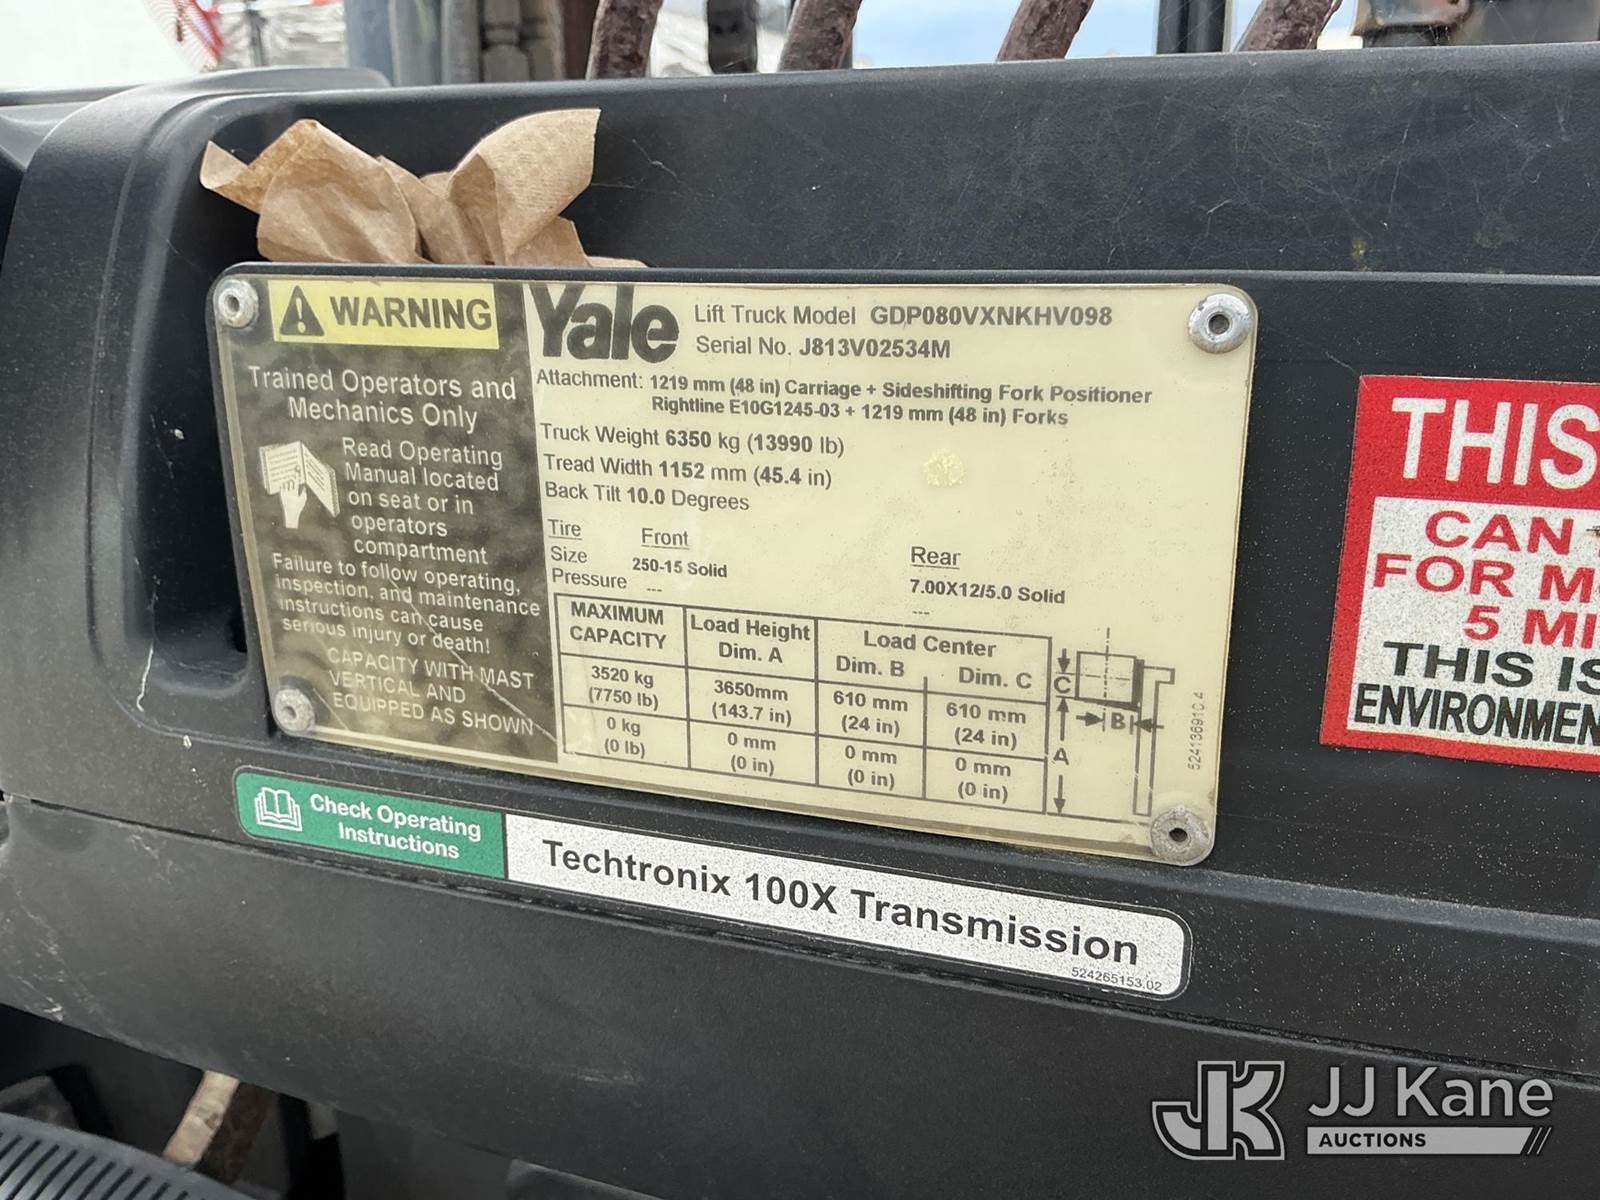 WARNING
Trained Operators and
Mechanics Only
Read Operating
Manual located
on seat or in
operators
compartment
Failure to follow operating,
inspection, and maintenance
instructions can cause
serious injury or death!
CAPACITY WITH MAST
VERTICAL AND
EQUIPPED AS SHOWN
Yale
Lift Truck Model GDP080VXNKHV098
Serial No. J813V02534M
Attachment: 1219 mm (48 in) Carriage + Sideshifting Fork Positioner
Rightline E10G1245-03 + 1219 mm (48 in) Forks
Truck Weight 6350 kg (13990 lb)
Tread Width 1152 mm (45.4 in)
Back Tilt 10.0 Degrees
Tire Front Rear
Size 250-15 Solid 7.00X12/5.0 Solid
Pressure --- ---
MAXIMUM Load Height Load Center
CAPACITY Dim. A Dim. B Dim. C
3520 kg 3650mm 610 mm 610 mm
(7750 lb) (143.7 in) (24 in) (24 in)
0 kg 0 mm 0 mm 0 mm
(0 lb) (0 in) (0 in) (0 in)
C
B
A
524136910.4
Check Operating
Instructions
Techtronix 100X Transmission
524265153.02
THIS
CAN
FOR
5 MI
THIS IS
ENVIRONMEN
JK JJ Kane
AUCTIONS